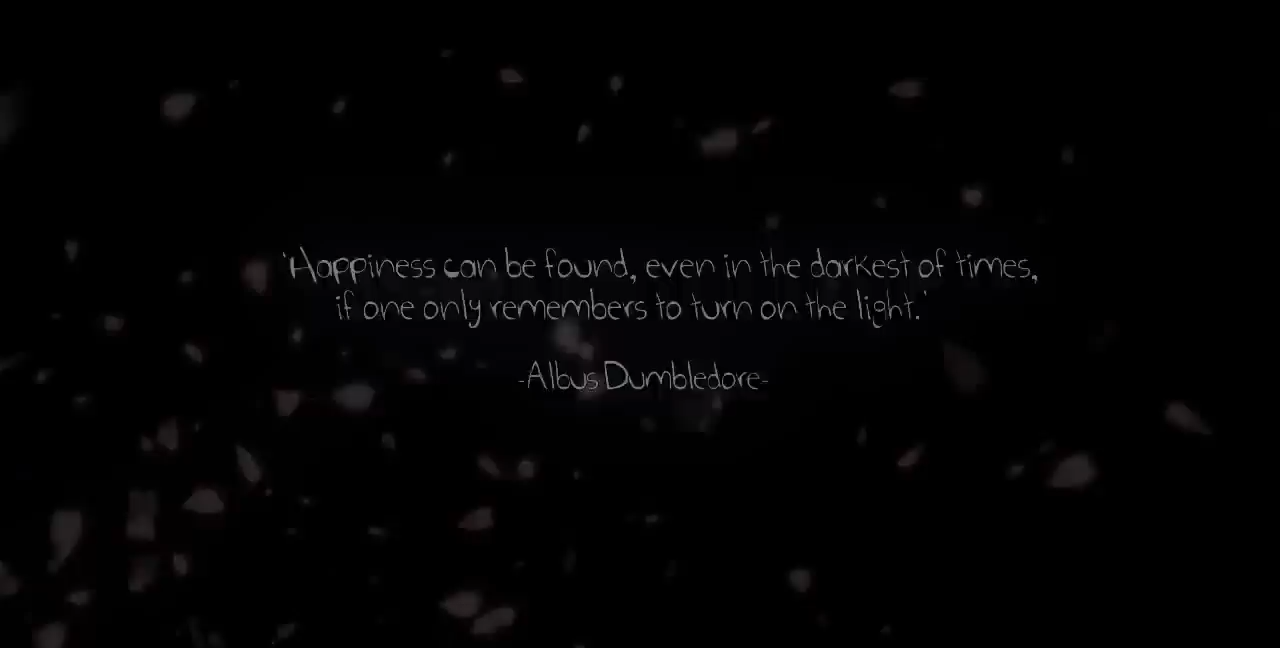 'Happiness can be found, even in the darkest of times,
if one only remembers to turn on the light.'
-Albus Dumbledore-